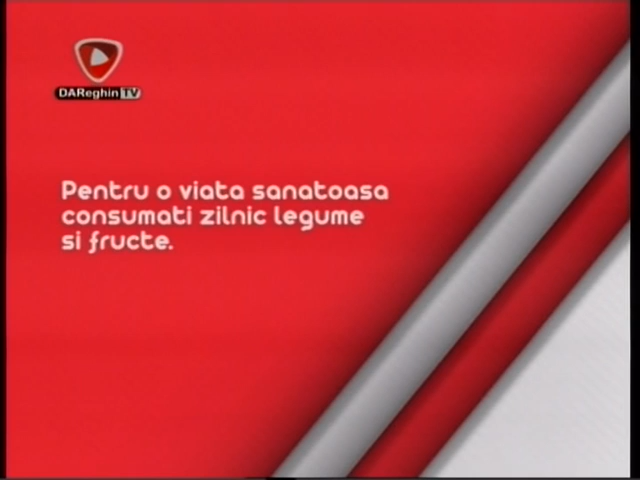 DAReghin TV
Pentru o viata sanatoasa
consumati zilnic legume
si fructe.